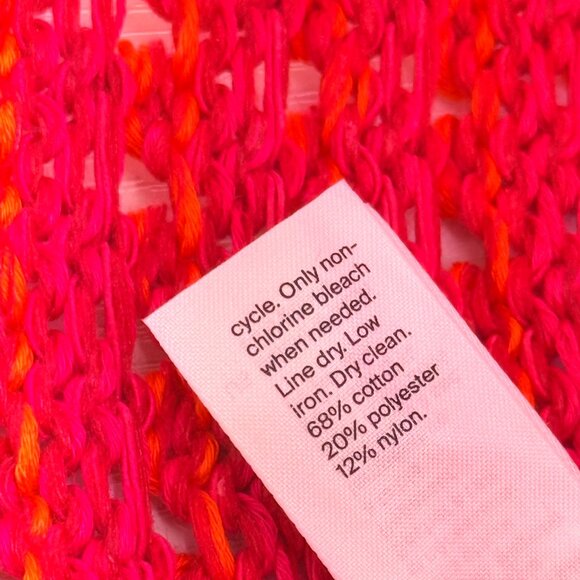 cycle. Only non-
chlorine bleach
when needed.
Line dry. Low
iron. Dry clean.
68% cotton
20% polyester
12% nylon.